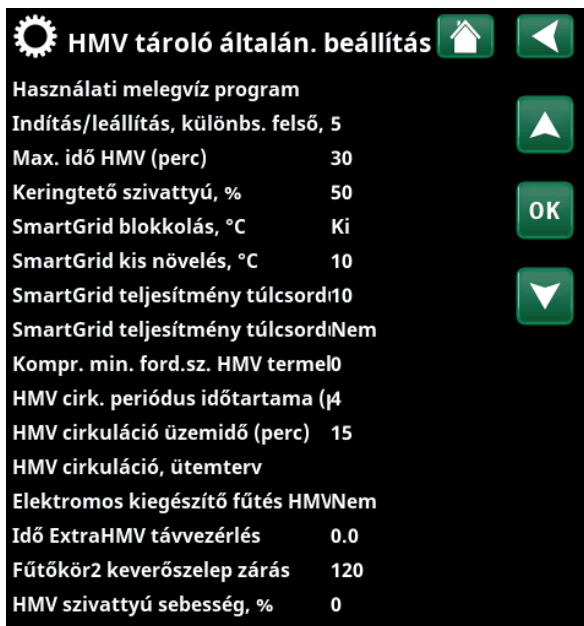 HMV tároló általán. beállítás
Használati melegvíz program
Indítás/leállítás, különbs. felső, 5
Max. idő HMV (perc) 30
Keringtető szivattyú, % 50
OK
SmartGrid blokkolás, °C Ki
SmartGrid kis növelés, °C 10
SmartGrid teljesítmény túlcsord 10
SmartGrid teljesítmény túlcsord Nem
Kompr. min. ford.sz. HMV termel 0
HMV cirk. periódus időtartama ( 4
HMV cirkuláció üzemidő (perc) 15
HMV cirkuláció, ütemterv
Elektromos kiegészítő fűtés HMV Nem
Idő ExtraHMV távvezérlés 0.0
Fűtőkör2 keverőszelep zárás 120
HMV szivattyú sebesség, % 0